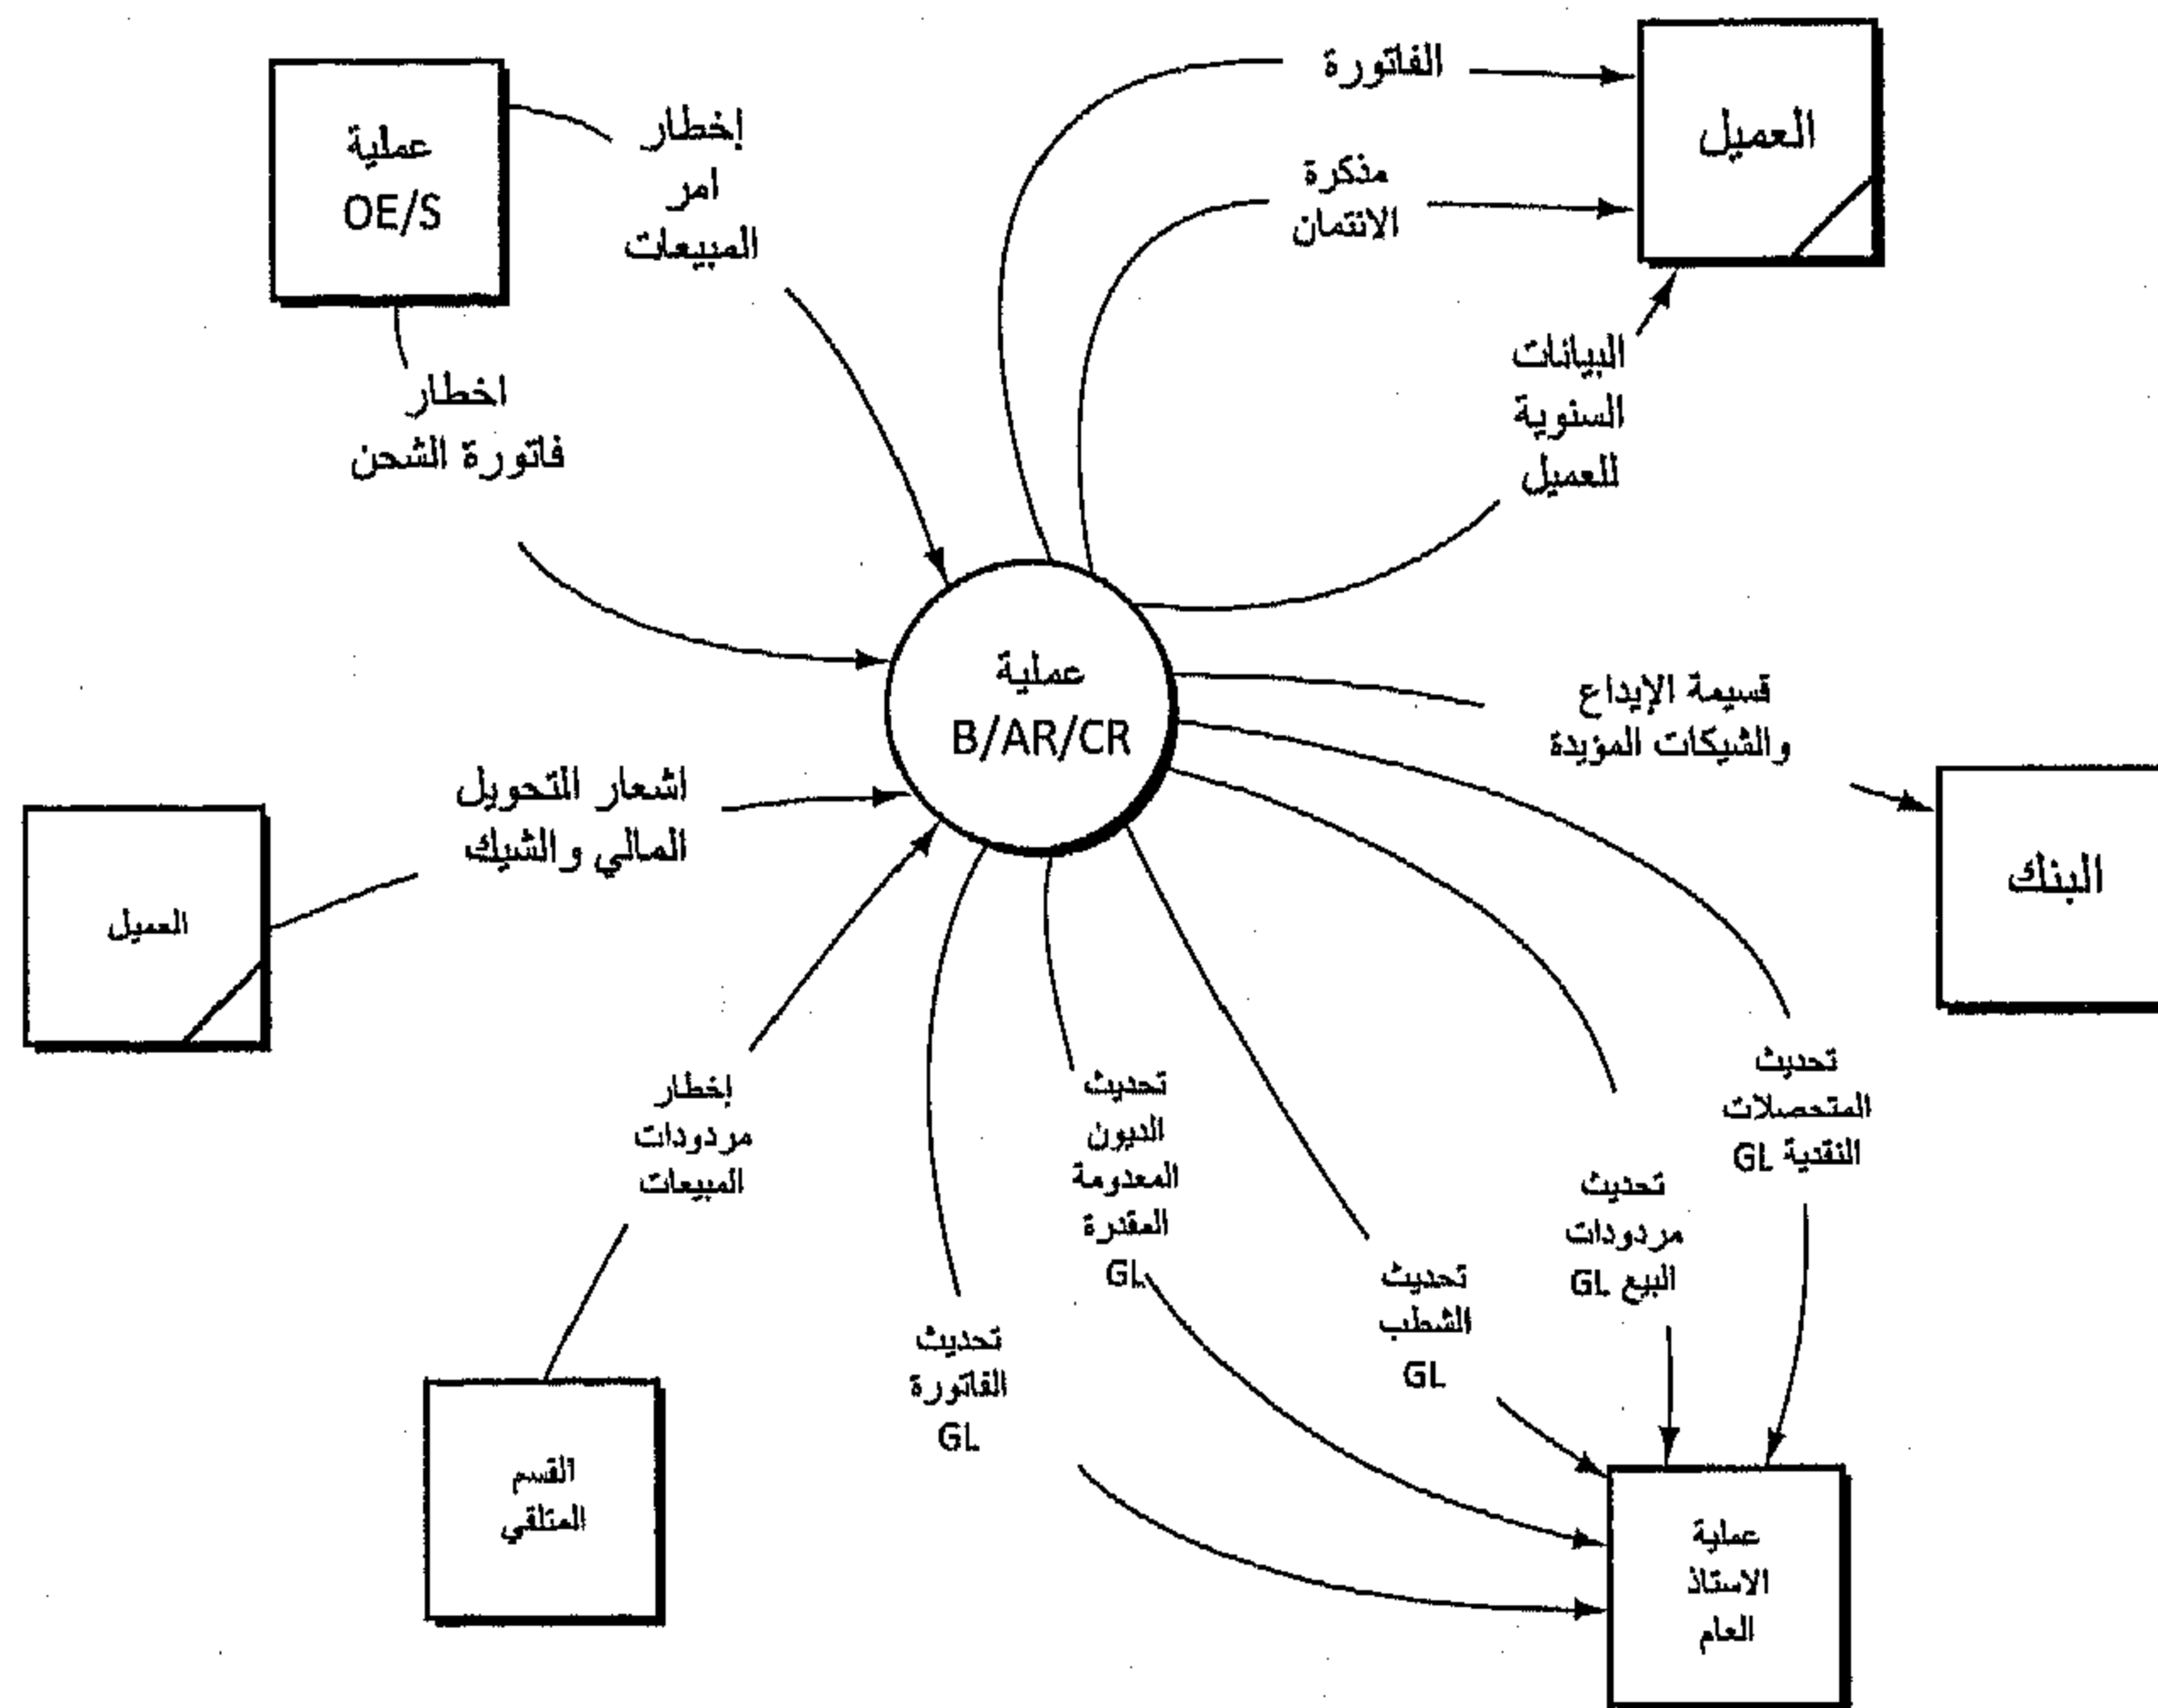 عملية
OE/S
إخطار
امر
المبيعات
اخطار
فاتورة الشحن
الفاتورة
مذكرة
الائتمان
العميل
البيانات
السنوية
للعميل
عملية
B/AR/CR
قسيمة الإيداع
والشيكات المؤيدة
البنك
اشعار التحويل
المالي والشيك
العميل
إخطار
مردودات
المبيعات
القسم
المتلقي
تحديث
الفاتورة
GL
تحديث
الديون
المعدومة
المقدرة
GL
تحديث
الشطب
GL
تحديث
مردودات
البيع GL
تحديث
المتحصلات
النقدية GL
عملية
الاستاذ
العام